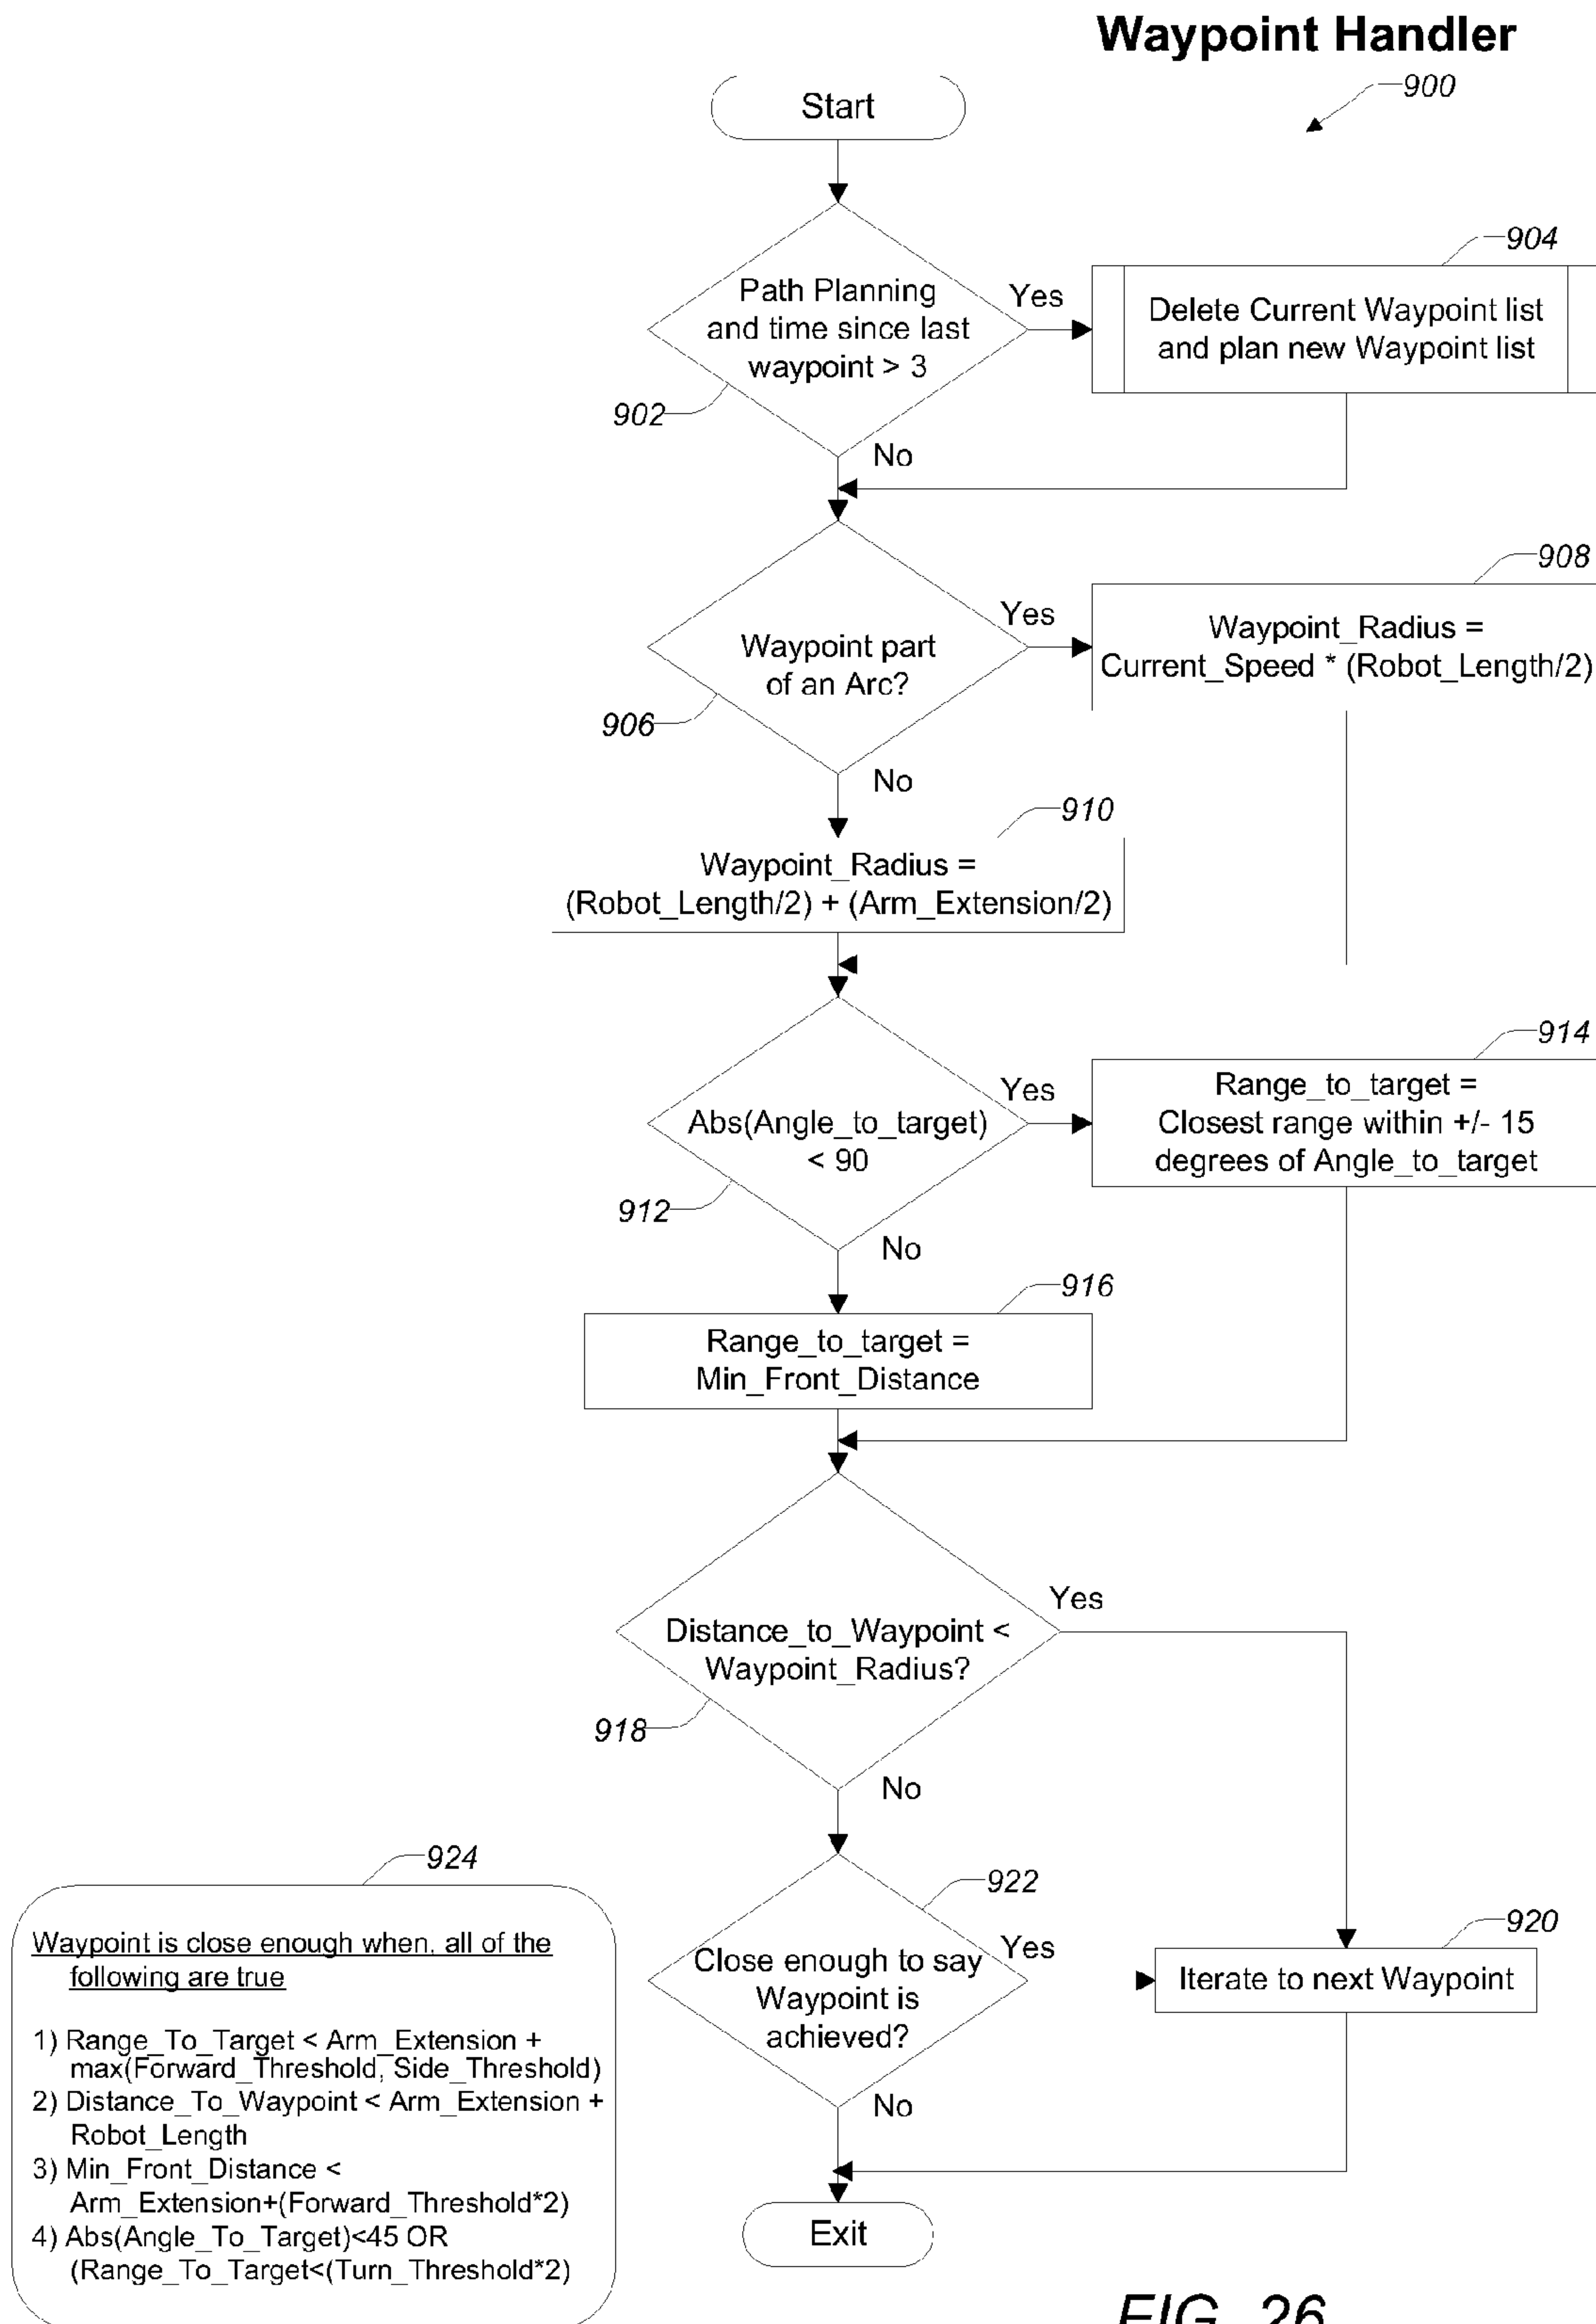 Waypoint Handler
900
Start
904
Path Planning
and time since last
waypoint > 3
Yes
Delete Current Waypoint list
and plan new Waypoint list
902
No
908
Waypoint part
of an Arc?
Yes
Waypoint_Radius =
Current_Speed * (Robot_Length/2)
906
No
910
Waypoint_Radius =
(Robot_Length/2) + (Arm_Extension/2)
914
Abs(Angle_to_target)
< 90
Yes
Range_to_target =
Closest range within +/- 15
degrees of Angle_to_target
912
No
916
Range_to_target =
Min_Front_Distance
Distance_to_Waypoint <
Waypoint_Radius?
Yes
918
No
922
Close enough to say
Waypoint is
achieved?
Yes
920
Iterate to next Waypoint
No
Exit
924
Waypoint is close enough when, all of the
following are true
1) Range_To_Target < Arm_Extension +
max(Forward_Threshold, Side_Threshold)
2) Distance_To_Waypoint < Arm_Extension +
Robot_Length
3) Min_Front_Distance <
Arm_Extension+(Forward_Threshold*2)
4) Abs(Angle_To_Target)<45 OR
(Range_To_Target<(Turn_Threshold*2)
FIG. 26